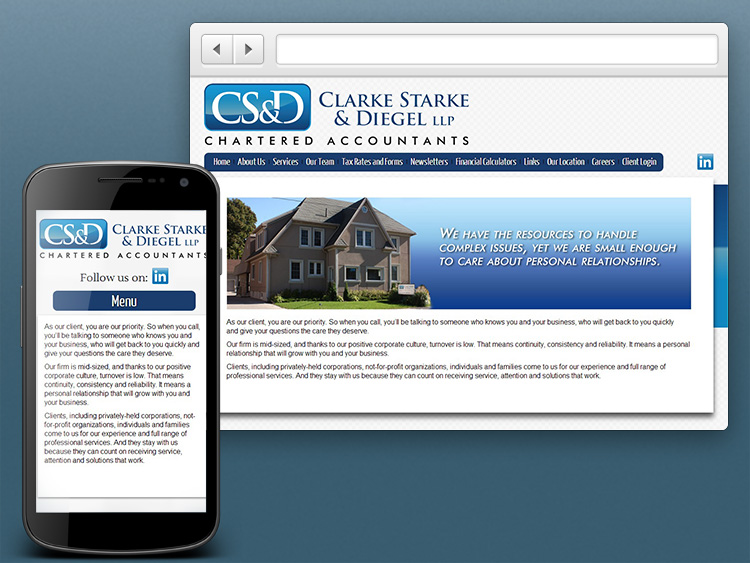 CS&D
CLARKE STARKE
& DIEGEL LLP
CHARTERED ACCOUNTANTS
Home About Us Services Our Team Tax Rates and Forms Newsletters Financial Calculators Links Our Location Careers Client Login
in
WE HAVE THE RESOURCES TO HANDLE
COMPLEX ISSUES, YET WE ARE SMALL ENOUGH
TO CARE ABOUT PERSONAL RELATIONSHIPS.
As our client, you are our priority. So when you call, you'll be talking to someone who knows you and your business, who will get back to you quickly
and give your questions the care they deserve.
Our firm is mid-sized, and thanks to our positive corporate culture, turnover is low. That means continuity, consistency and reliability. It means a personal
relationship that will grow with you and your business.
Clients, including privately-held corporations, not-for-profit organizations, individuals and families come to us for our experience and full range of
professional services. And they stay with us because they can count on receiving service, attention and solutions that work.
CS&D
CLARKE STARKE
& DIEGEL LLP
CHARTERED ACCOUNTANTS
Follow us on: in
Menu
As our client, you are our priority. So when you call,
you'll be talking to someone who knows you and
your business, who will get back to you quickly and
give your questions the care they deserve.
Our firm is mid-sized, and thanks to our positive
corporate culture, turnover is low. That means
continuity, consistency and reliability. It means a
personal relationship that will grow with you and
your business.
Clients, including privately-held corporations, not-
for-profit organizations, individuals and families
come to us for our experience and full range of
professional services. And they stay with us
because they can count on receiving service,
attention and solutions that work.